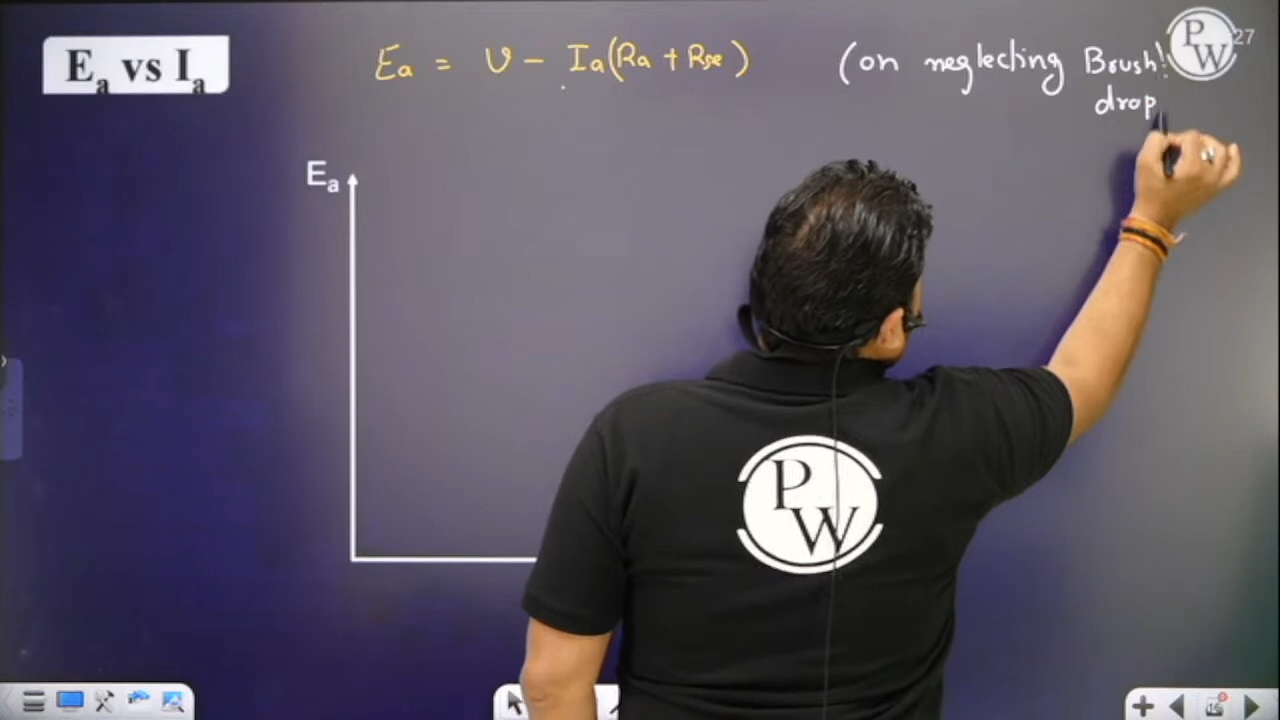 Ea vs Ia
Ea = V - Ia(Ra + Rse) (on neglecting Brush
drop
27
PW
Ea
PW